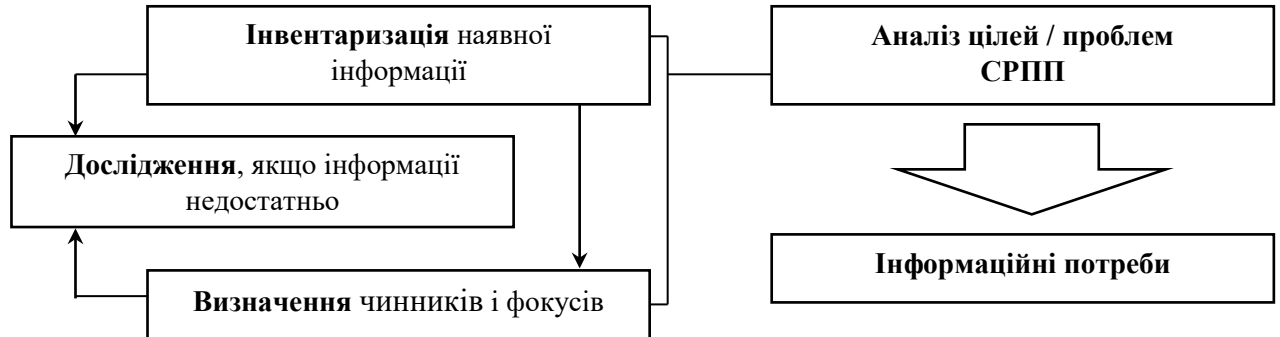 Інвентаризація наявної
інформації
Аналіз цілей / проблем
СРПП
Дослідження, якщо інформації
недостатньо
Інформаційні потреби
Визначення чинників і фокусів